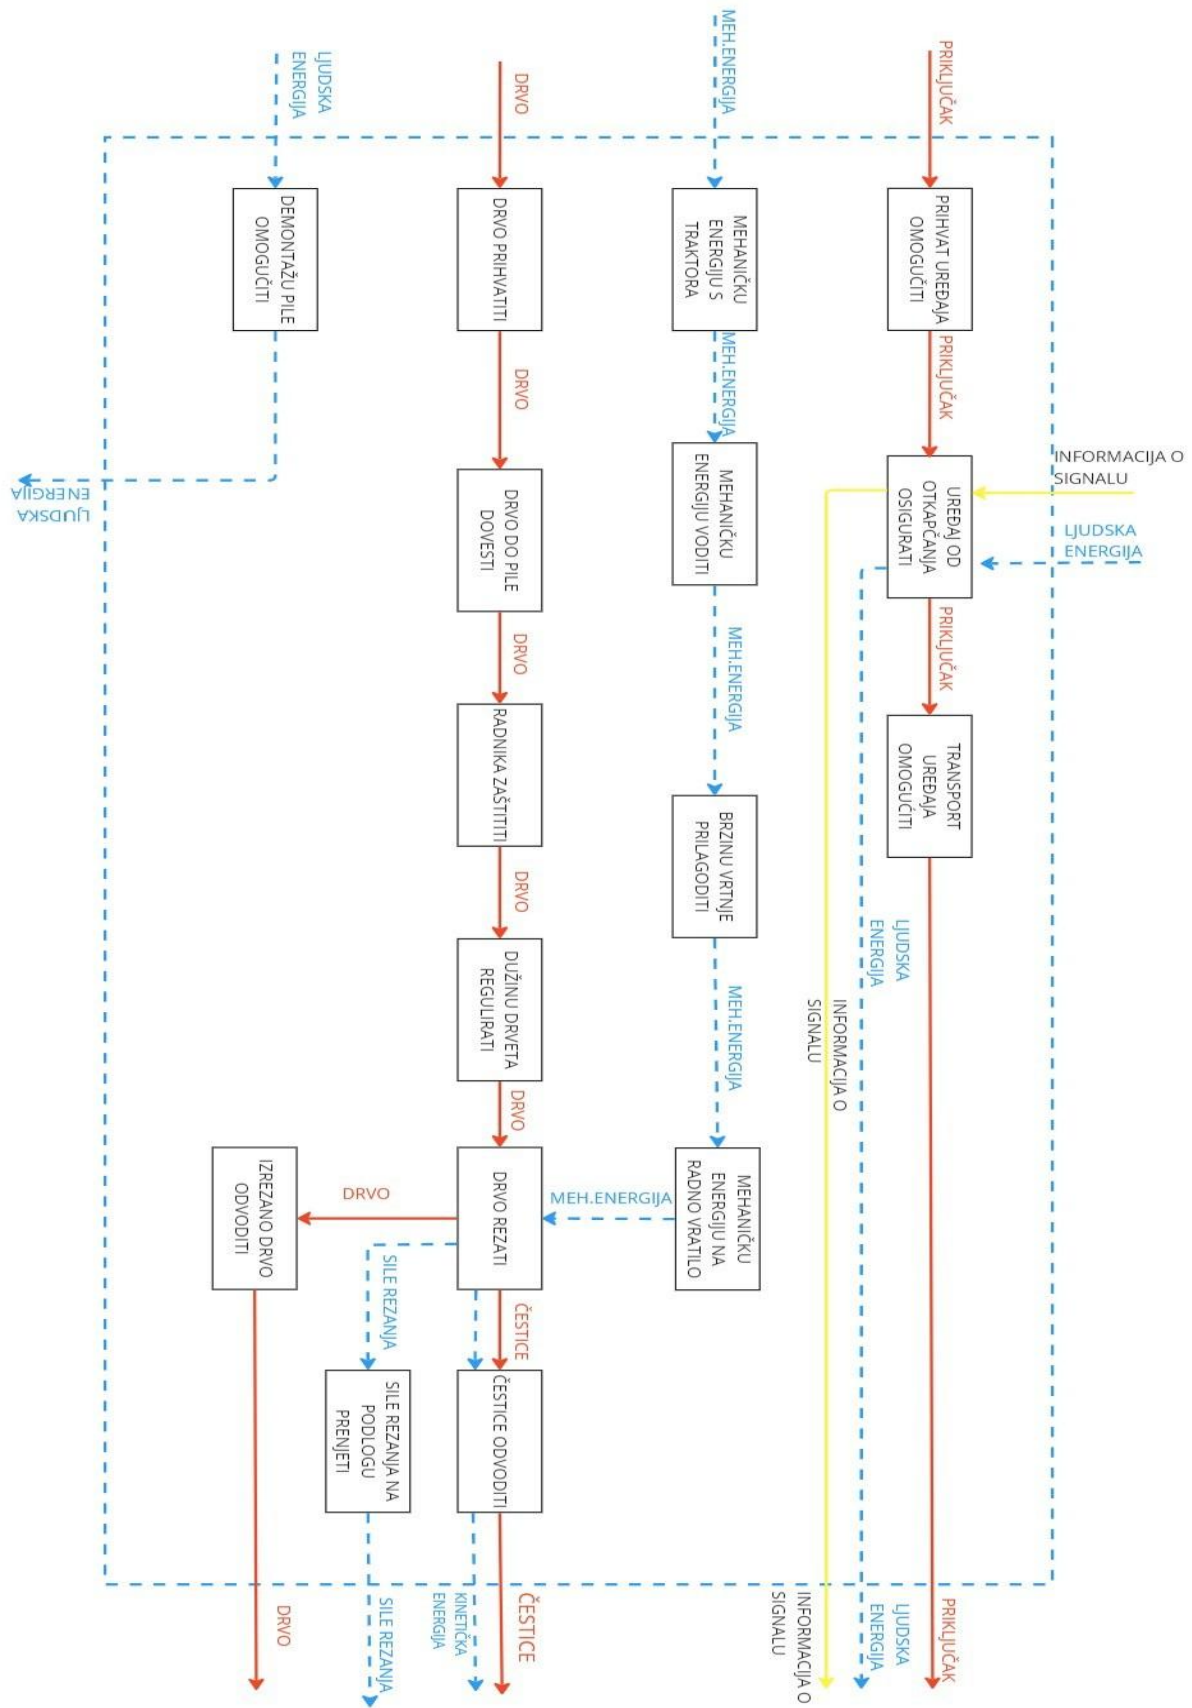 PRIKLJUČAK
PRIHVAT UREĐAJA
OMOGUČITI
PRIKLJUČAK
INFORMACIJA O
SIGNALU
LJUDSKA
ENERGIJA
UREĐAJ OD
OTKAPČANJA
OSIGURATI
PRIKLJUČAK
TRANSPORT
UREĐAJA
OMOGUĆITI
LJUDSKA
ENERGIJA
INFORMACIJA O
SIGNALU
PRIKLJUČAK
LJUDSKA
ENERGIJA
INFORMACIJA O
SIGNALU
MEH.ENERGIJA
MEHANIČKU
ENERGIJU S
TRAKTORA
MEH.ENERGIJA
MEHANIČKU
ENERGIJU VODITI
MEH.ENERGIJA
BRZINU VRTNJE
PRILAGODITI
MEH.ENERGIJA
MEHANIČKU
ENERGIJU NA
RADNO VRATILO
MEH.ENERGIJA
DRVO
DRVO PRIHVATITI
DRVO
DRVO DO PILE
DOVESTI
DRVO
RADNIKA ZAŠTITITI
DRVO
DUŽINU DRVETA
REGULIRATI
DRVO
DRVO REZATI
ČESTICE
ČESTICE ODVODITI
ČESTICE
KINETIČKA
ENERGIJA
SILE REZANJA
SILE REZANJA NA
PODLOGU
PRENJETI
SILE REZANJA
DRVO
IZREZANO DRVO
ODVODITI
DRVO
LJUDSKA
ENERGIJA
DEMONTAŽU PILE
OMOGUČITI
LJUDSKA
ENERGIJA